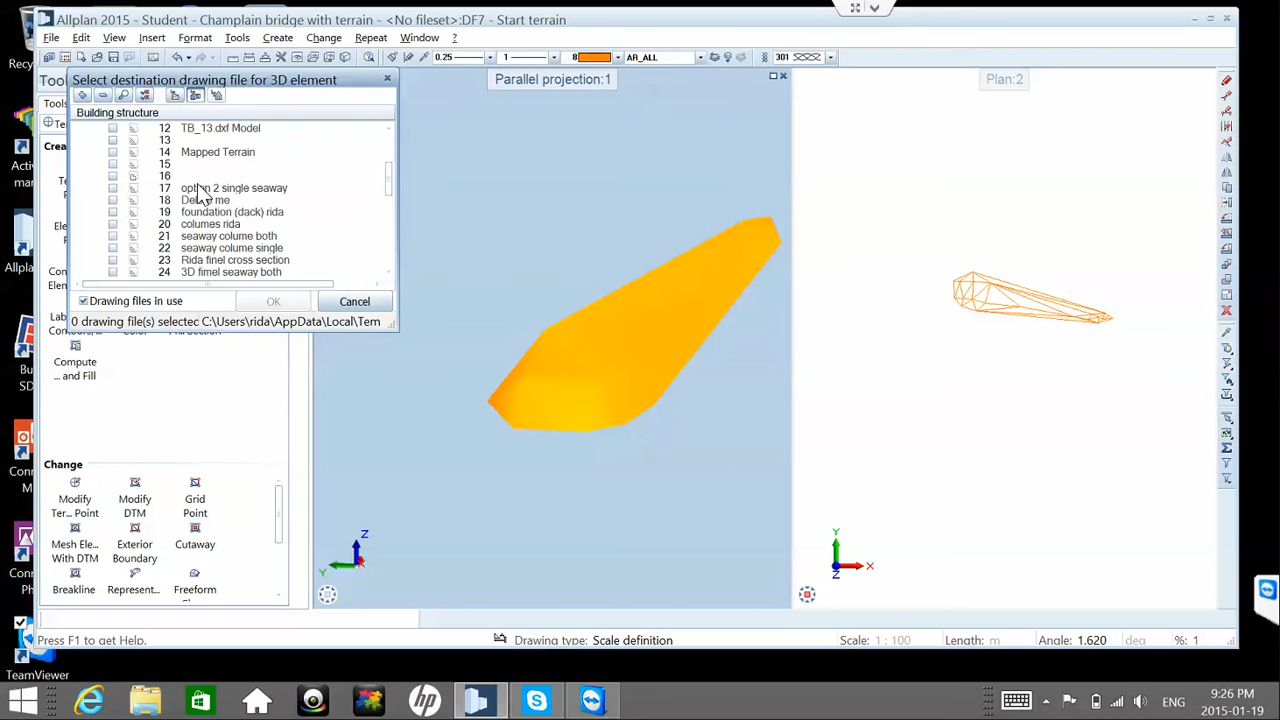 Allplan 2015 - Student - Champlain bridge with terrain - <No fileset>:DF7 - Start terrain
File Edit View Insert Format Tools Create Change Repeat Window ?
0.25 1 8 AR_ALL 301
Select destination drawing file for 3D element
Building structure
12 TB_13.dxf Model
13
14 Mapped Terrain
15
16
17 option 2 single seaway
18 me
19 foundation (dack) rida
20 columes rida
21 seaway colume both
22 seaway colume single
23 Rida finel cross section
24 3D fimel seaway both
Drawing files in use OK Cancel
0 drawing file(s) selectec C:\Users\rida\AppData\Local\Tem
Parallel projection:1
Plan:2
Compute
... and Fill
Change
Modify
Ter... Point
Modify
DTM
Grid
Point
Mesh Ele...
With DTM
Exterior
Boundary
Cutaway
Breakline
Represent...
Freeform
Z
Y
X
Y
Z
X
Press F1 to get Help.
Drawing type: Scale definition
Scale: 1 : 100
Length: m
Angle: 1.620 deg
%: 1
TeamViewer
hp
ENG
9:26 PM
2015-01-19